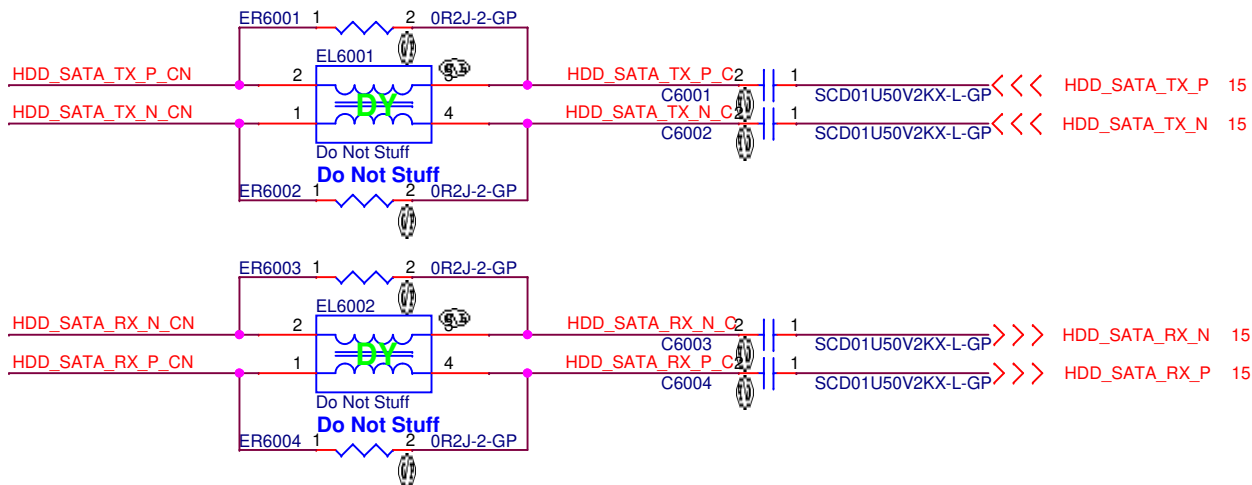 ER6001 1 2 0R2J-2-GP
EL6001
HDD_SATA_TX_P_CN 2 HDD_SATA_TX_P_C 2 1 HDD_SATA_TX_P 15
C6001 SCD01U50V2KX-L-GP
HDD_SATA_TX_N_CN 1 DY 4 HDD_SATA_TX_N_C 2 1 HDD_SATA_TX_N 15
C6002 SCD01U50V2KX-L-GP
Do Not Stuff
Do Not Stuff
ER6002 1 2 0R2J-2-GP
ER6003 1 2 0R2J-2-GP
EL6002
HDD_SATA_RX_N_CN 2 HDD_SATA_RX_N_C 2 1 HDD_SATA_RX_N 15
C6003 SCD01U50V2KX-L-GP
HDD_SATA_RX_P_CN 1 DY 4 HDD_SATA_RX_P_C 2 1 HDD_SATA_RX_P 15
C6004 SCD01U50V2KX-L-GP
Do Not Stuff
Do Not Stuff
ER6004 1 2 0R2J-2-GP